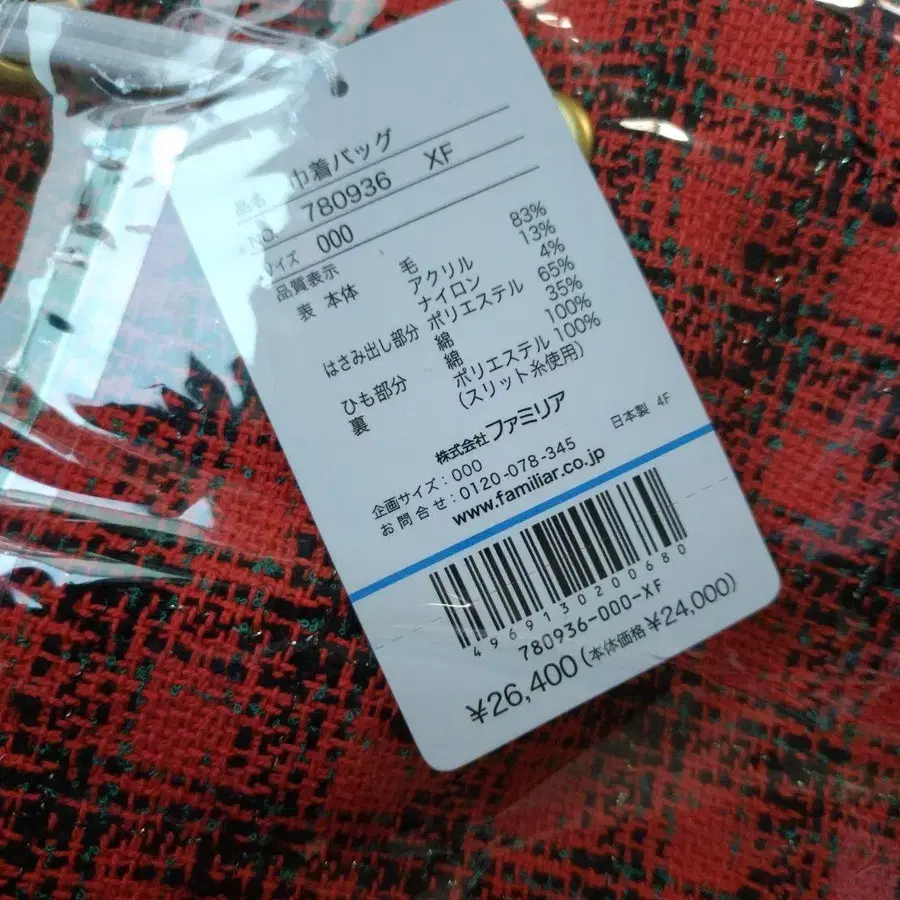 品名 巾着バッグ
NO. 780936 XF
サイズ 000
品質表示
表 本体 毛 83%
アクリル 13%
ナイロン 4%
はさみ出し部分 ポリエステル 65%
綿 35%
ひも部分 綿 100%
裏 ポリエステル 100%
(スリット糸使用)
株式会社 ファミリア
企画サイズ:000 日本製 4F
お問合せ:0120-078-345
www.familiar.co.jp
4969130200680
780936-000-XF
¥26,400(本体価格¥24,000)